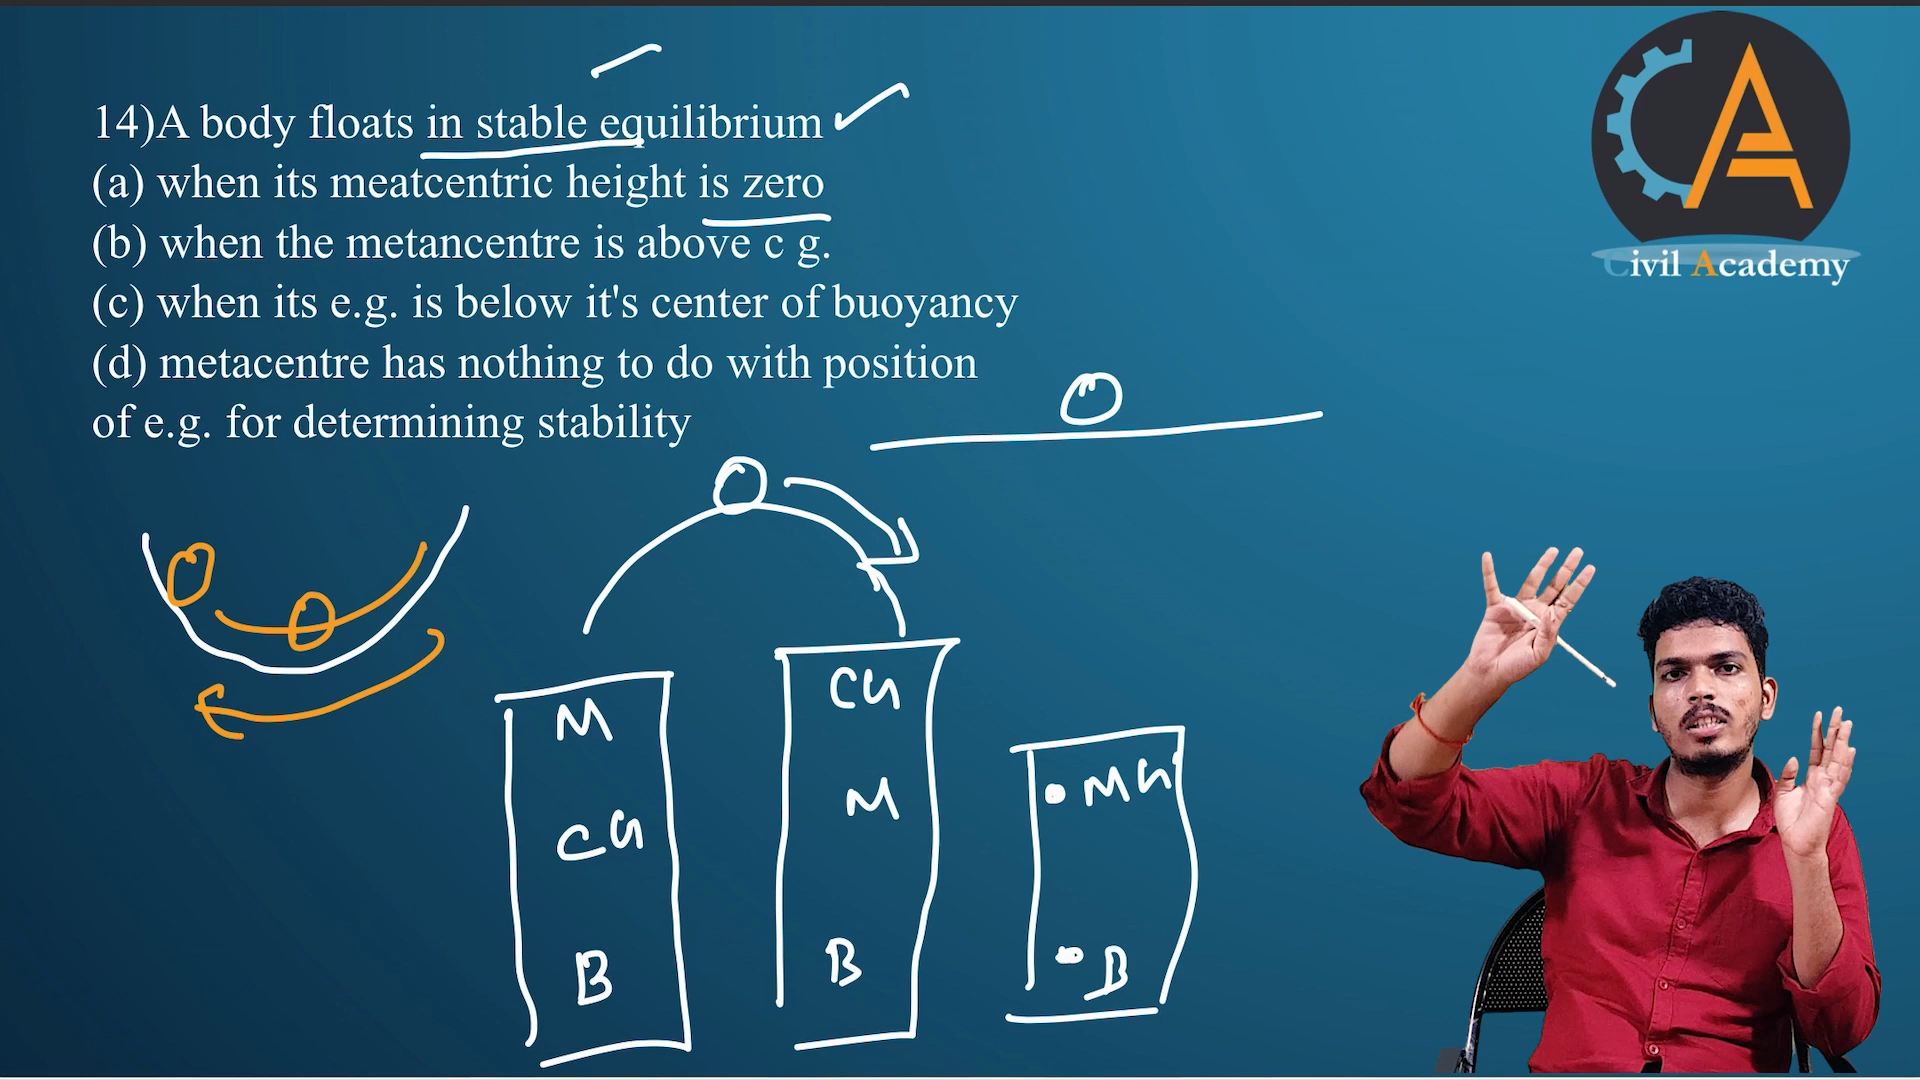 14)A body floats in stable equilibrium
(a) when its meatcentric height is zero
(b) when the metancentre is above c g.
(c) when its e.g. is below it's center of buoyancy
(d) metacentre has nothing to do with position
of e.g. for determining stability
Civil Academy
M
CG
B
CG
M
B
MG
B